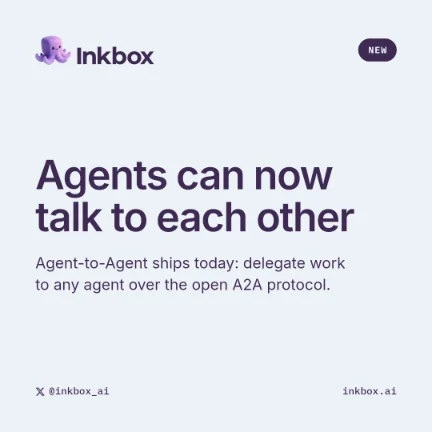 Inkbox
NEW
Agents can now
talk to each other
Agent-to-Agent ships today: delegate work
to any agent over the open A2A protocol.
@inkbox_ai
inkbox.ai